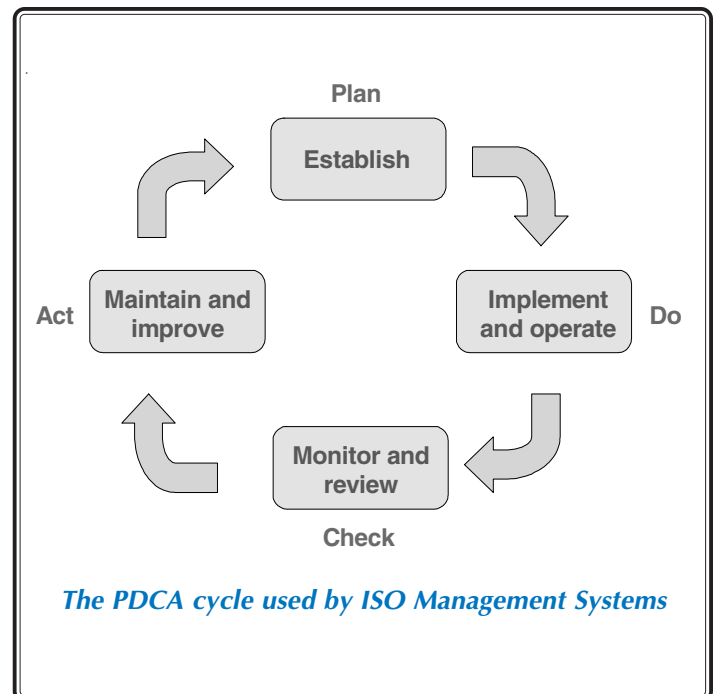 Plan
Establish
Implement
and operate
Do
Monitor and
review
Check
Maintain and
improve
Act
The PDCA cycle used by ISO Management Systems